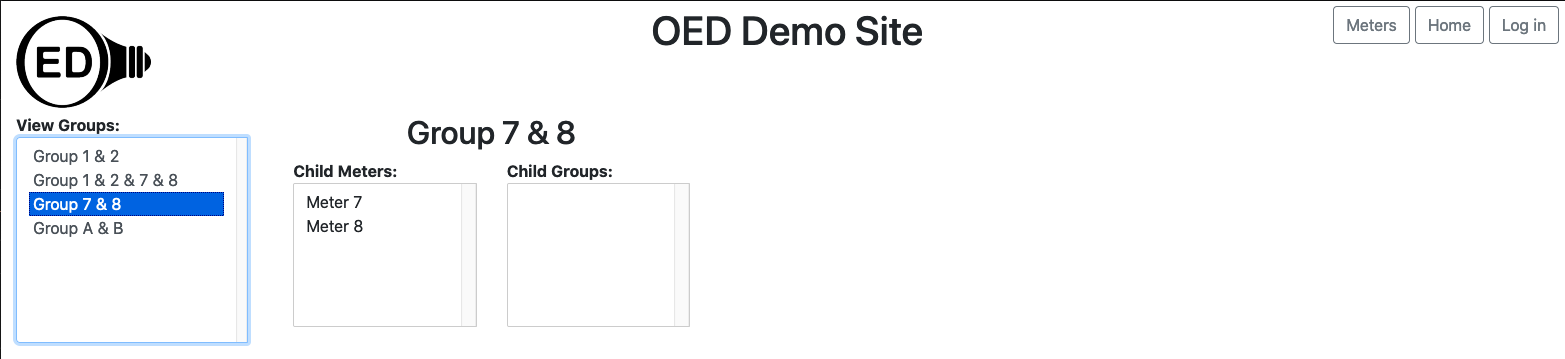 OED Demo Site
Meters
Home
Log in
ED
View Groups:
Group 1 & 2
Group 1 & 2 & 7 & 8
Group 7 & 8
Group A & B
Group 7 & 8
Child Meters:
Meter 7
Meter 8
Child Groups: